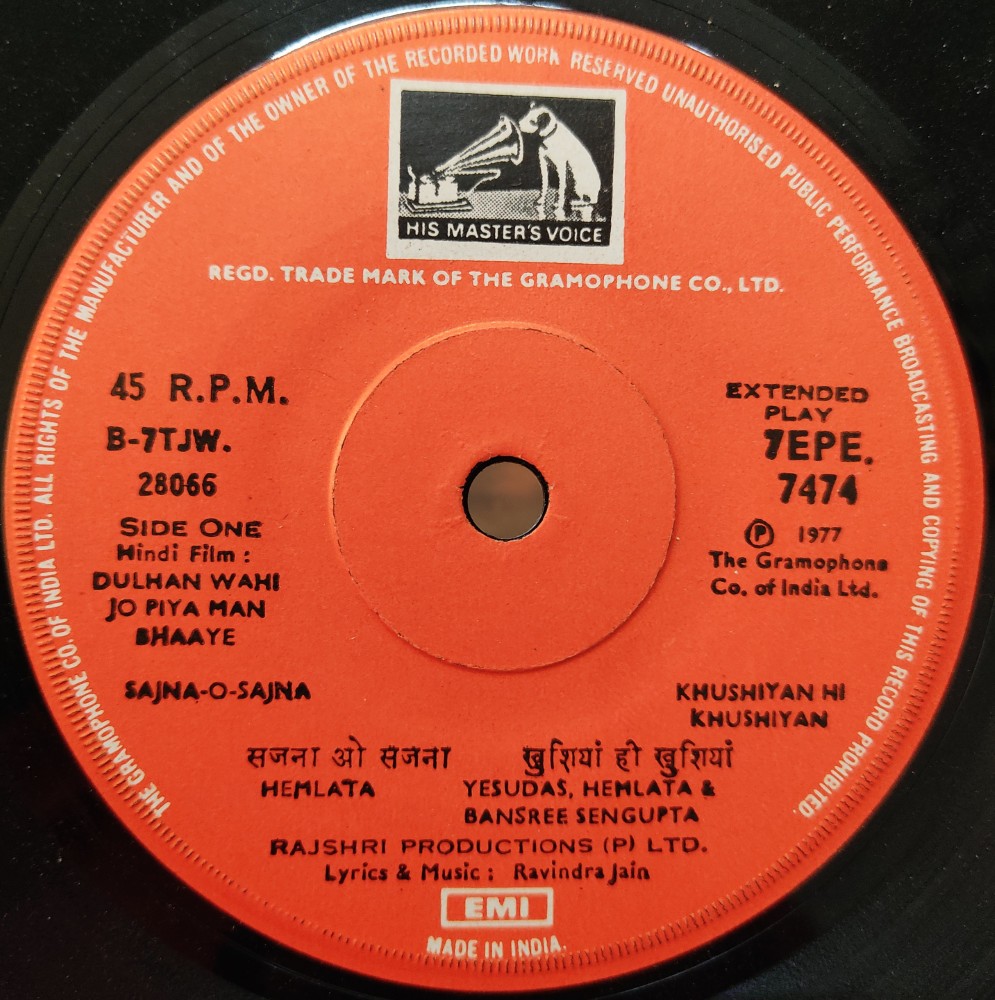 THE GRAMOPHONE CO. OF INDIA LTD. ALL RIGHTS OF THE MANUFACTURER AND OF THE OWNER OF THE RECORDED WORK RESERVED UNAUTHORISED PUBLIC PERFORMANCE BROADCASTING AND COPYING OF THIS RECORD PROHIBITED.
HIS MASTER'S VOICE
REGD. TRADE MARK OF THE GRAMOPHONE CO., LTD.
45 R.P.M.
B-7TJW.
28066
SIDE ONE
Hindi Film :
DULHAN WAHI
JO PIYA MAN
BHAAYE
EXTENDED
PLAY
7EPE.
7474
Ⓟ 1977
The Gramophone
Co. of India Ltd.
SAJNA-O-SAJNA
KHUSHIYAN HI
KHUSHIYAN
सजना ओ सजना
खुशियां ही खुशियां
HEMLATA
YESUDAS, HEMLATA &
BANSREE SENGUPTA
RAJSHRI PRODUCTIONS (P) LTD.
Lyrics & Music : Ravindra Jain
EMI
MADE IN INDIA.